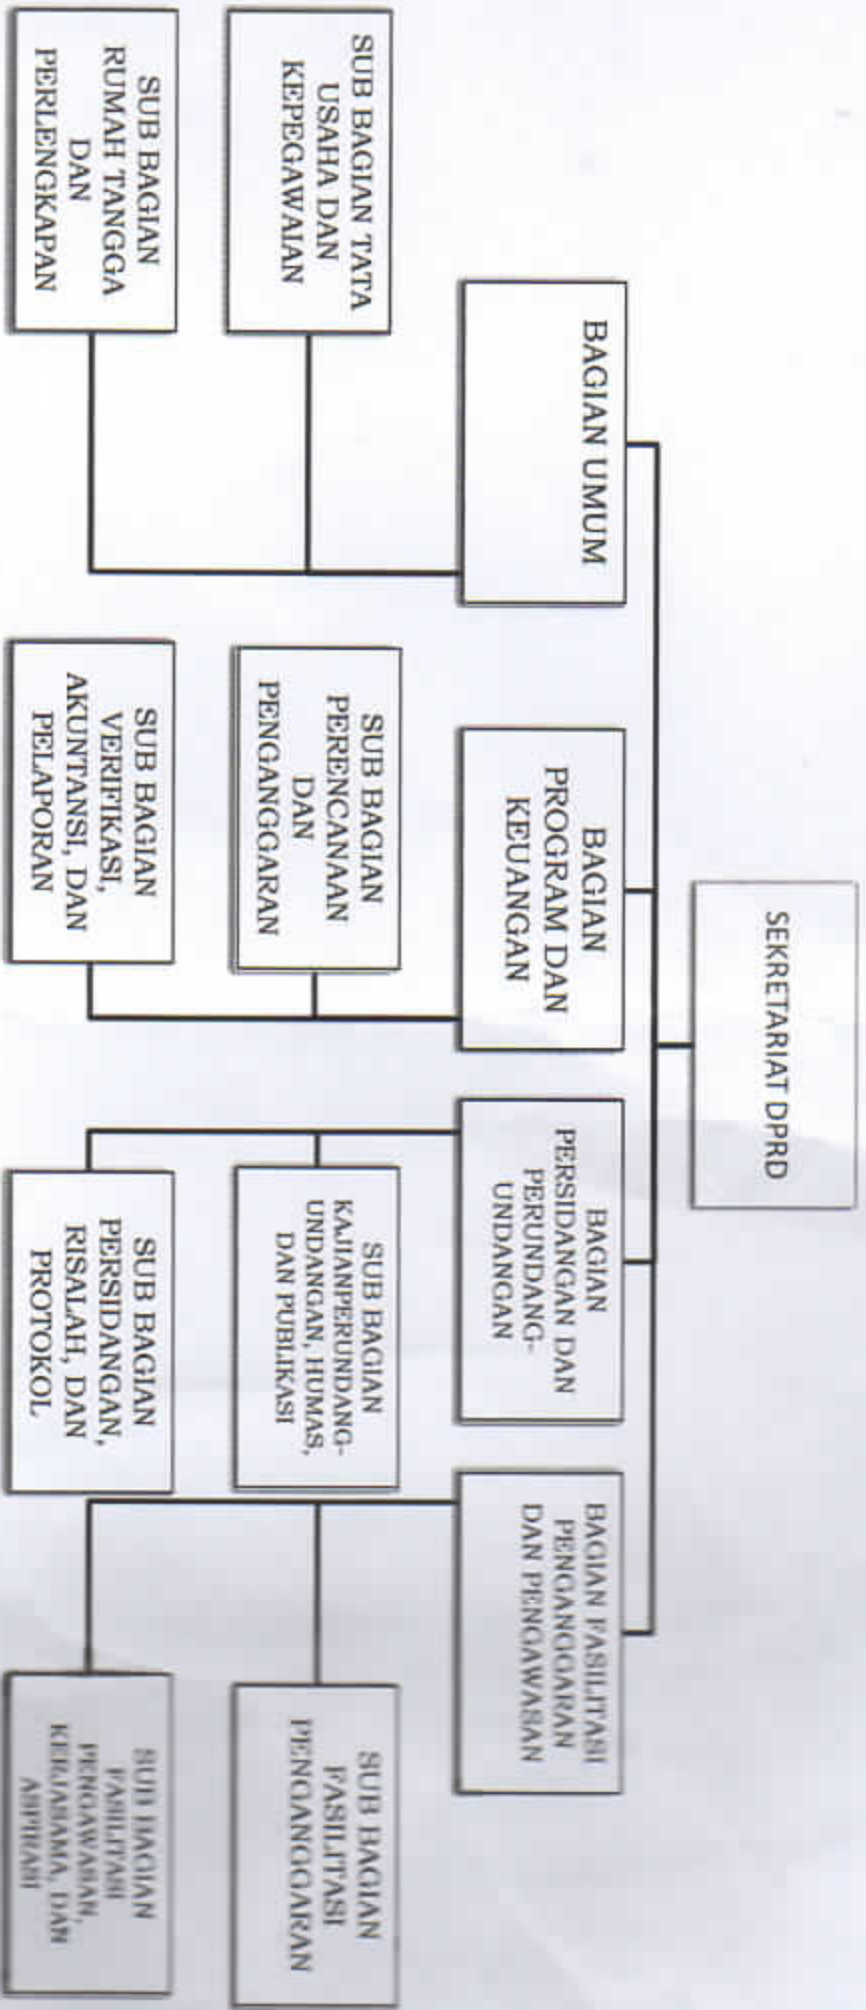 SEKRETARIAT DPRD
BAGIAN UMUM
BAGIAN
PROGRAM DAN
KEUANGAN
BAGIAN
PERSIDANGAN DAN
PERUNDANG-
UNDANGAN
BAGIAN FASILITASI
PENGANGGARAN
DAN PENGAWASAN
SUB BAGIAN TATA
USAHA DAN
KEPEGAWAIAN
SUB BAGIAN
PERENCANAAN
DAN
PENGANGGARAN
SUB BAGIAN
KAJIANPERUNDANG-
UNDANGAN, HUMAS,
DAN PUBLIKASI
SUB BAGIAN
FASILITASI
PENGANGGARAN
SUB BAGIAN
RUMAH TANGGA
DAN
PERLENGKAPAN
SUB BAGIAN
VERIFIKASI,
AKUNTANSI, DAN
PELAPORAN
SUB BAGIAN
PERSIDANGAN,
RISALAH, DAN
PROTOKOL
SUB BAGIAN
FASILITASI
PENGAWASAN,
KERJASAMA, DAN
ASPIRASI